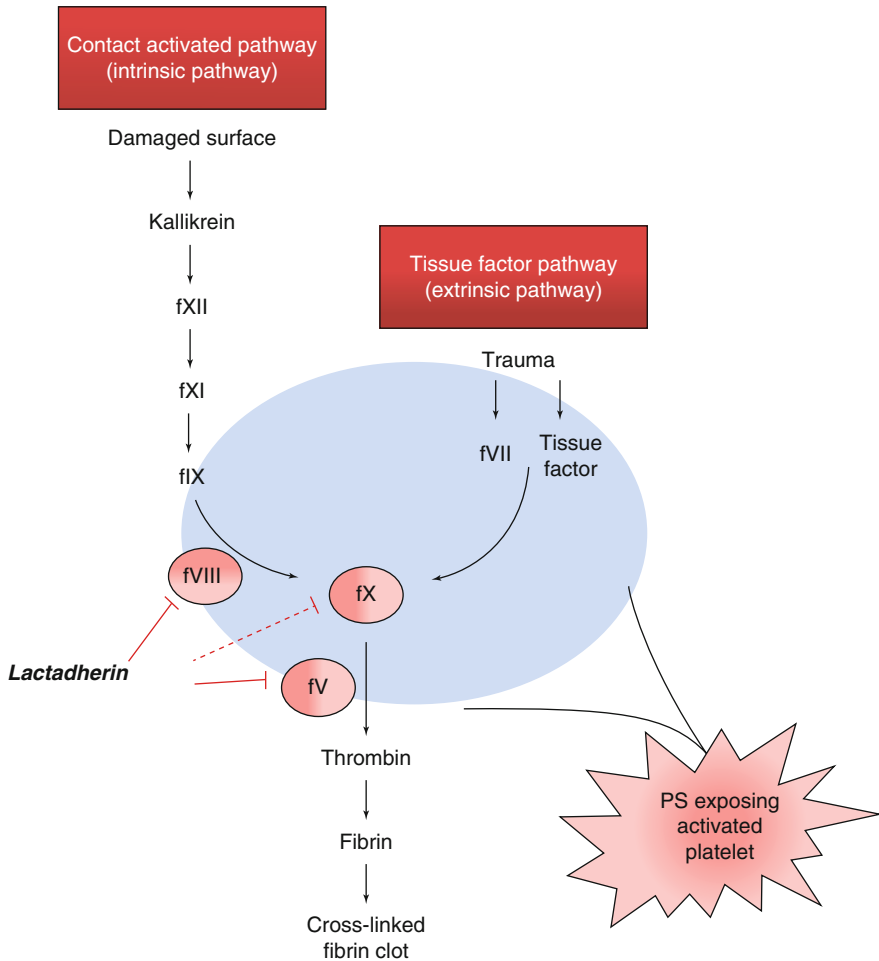 Contact activated pathway
(intrinsic pathway)
Damaged surface
Kallikrein
fXII
fXI
fIX
fVIII
Tissue factor pathway
(extrinsic pathway)
Trauma
fVII
Tissue
factor
fX
Lactadherin
fV
Thrombin
Fibrin
Cross-linked
fibrin clot
PS exposing
activated
platelet